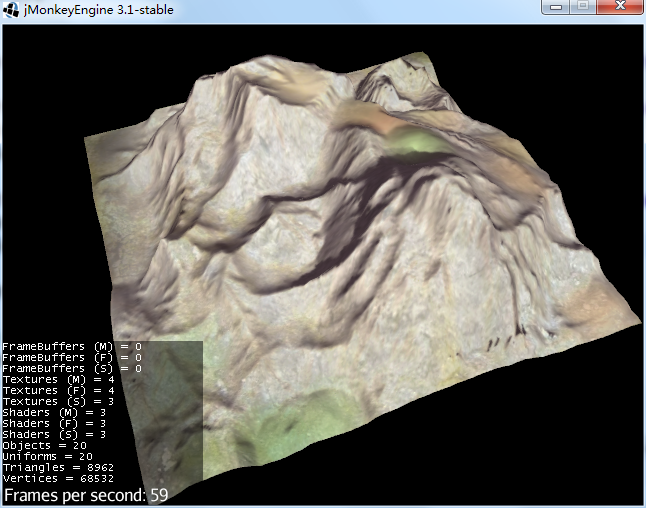 jMonkeyEngine 3.1-stable
FrameBuffers (M) = 0
FrameBuffers (F) = 0
FrameBuffers (S) = 0
Textures (M) = 4
Textures (F) = 4
Textures (S) = 3
Shaders (M) = 3
Shaders (F) = 3
Shaders (S) = 3
Objects = 20
Uniforms = 20
Triangles = 8962
Vertices = 68532
Frames per second: 59